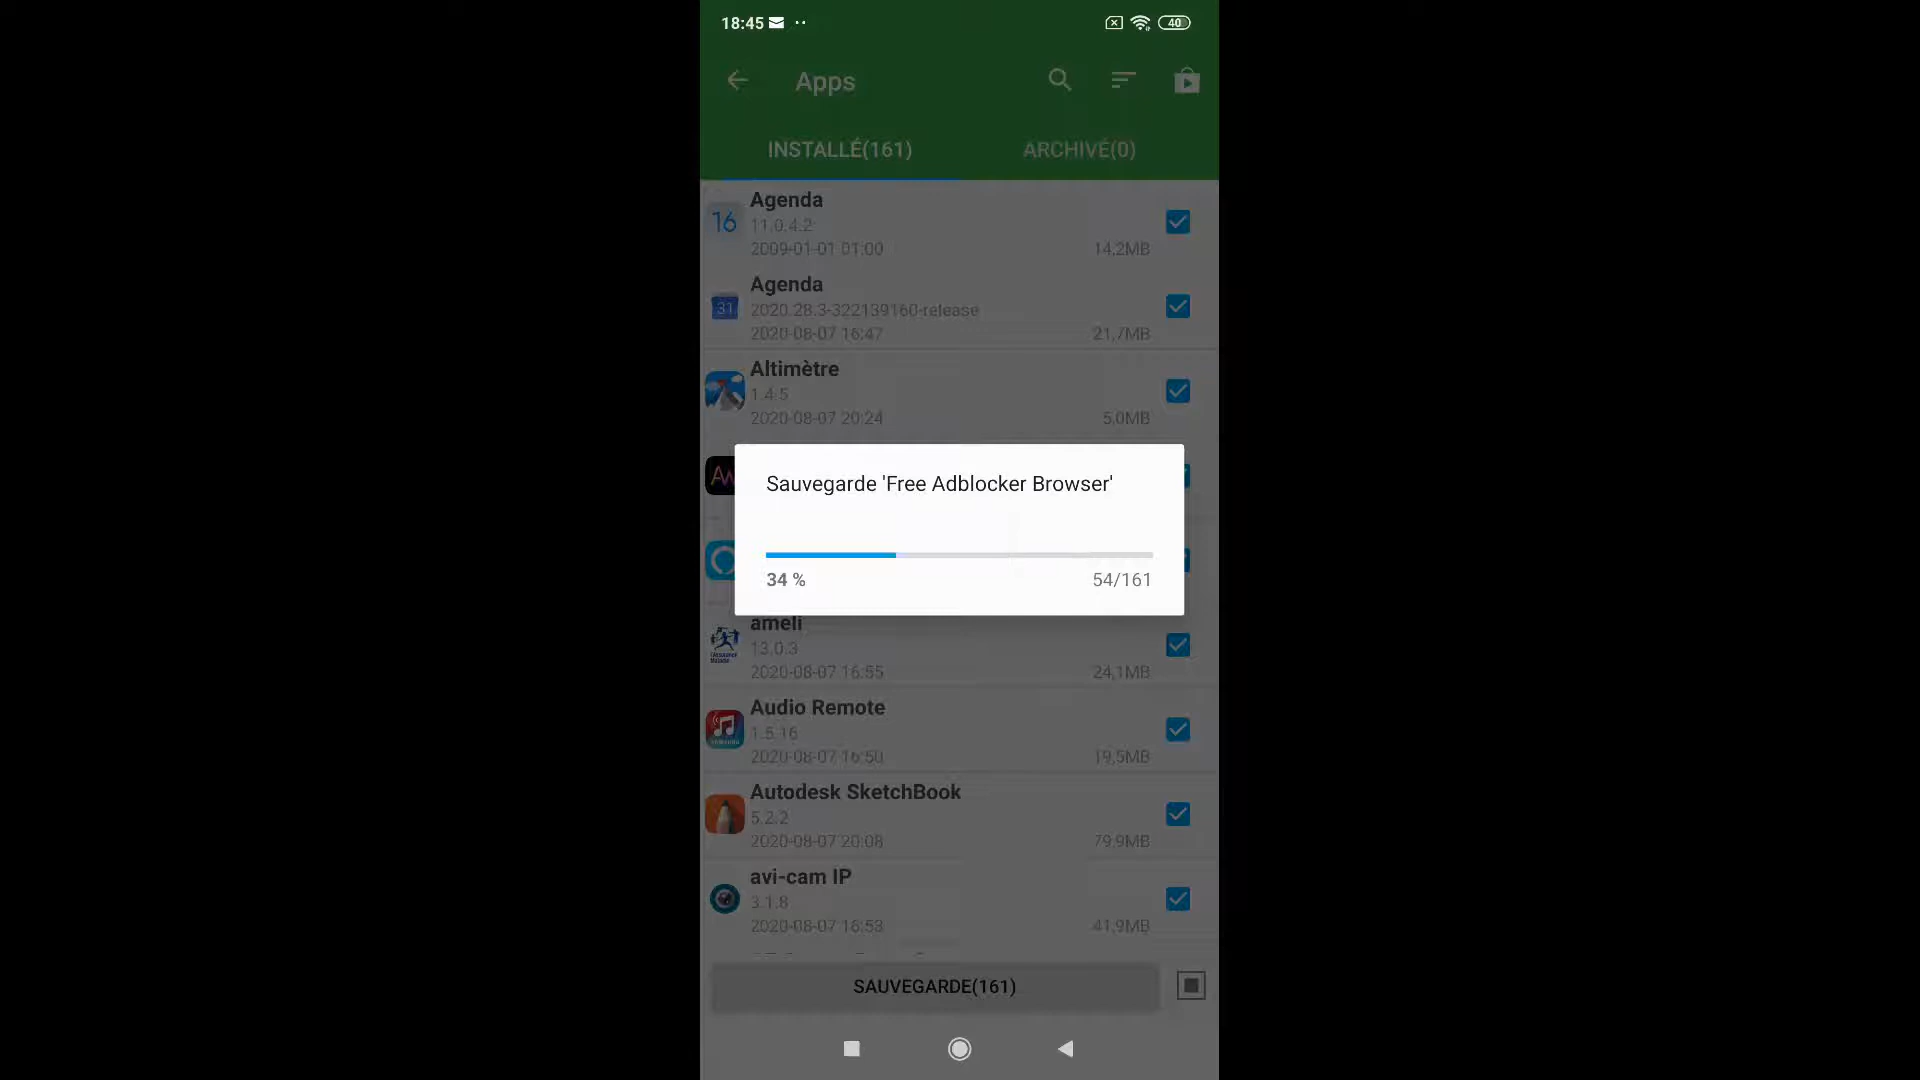 18:45
40
Apps
INSTALLÉ(161)
ARCHIVÉ(0)
16
Agenda
11.0.4.2
2009-01-01 01:00
14,2MB
31
Agenda
2020.28.3-322139160-release
2020-08-07 16:47
21,7MB
Altimètre
1.4.5
2020-08-07 20:24
5,0MB
Sauvegarde 'Free Adblocker Browser'
34 %
54/161
ameli
13.0.3
2020-08-07 16:55
24,1MB
Audio Remote
1.5.16
2020-08-07 16:50
19,5MB
Autodesk SketchBook
5.2.2
2020-08-07 20:08
79,9MB
avi-cam IP
3.1.8
2020-08-07 16:53
41,9MB
SAUVEGARDE(161)